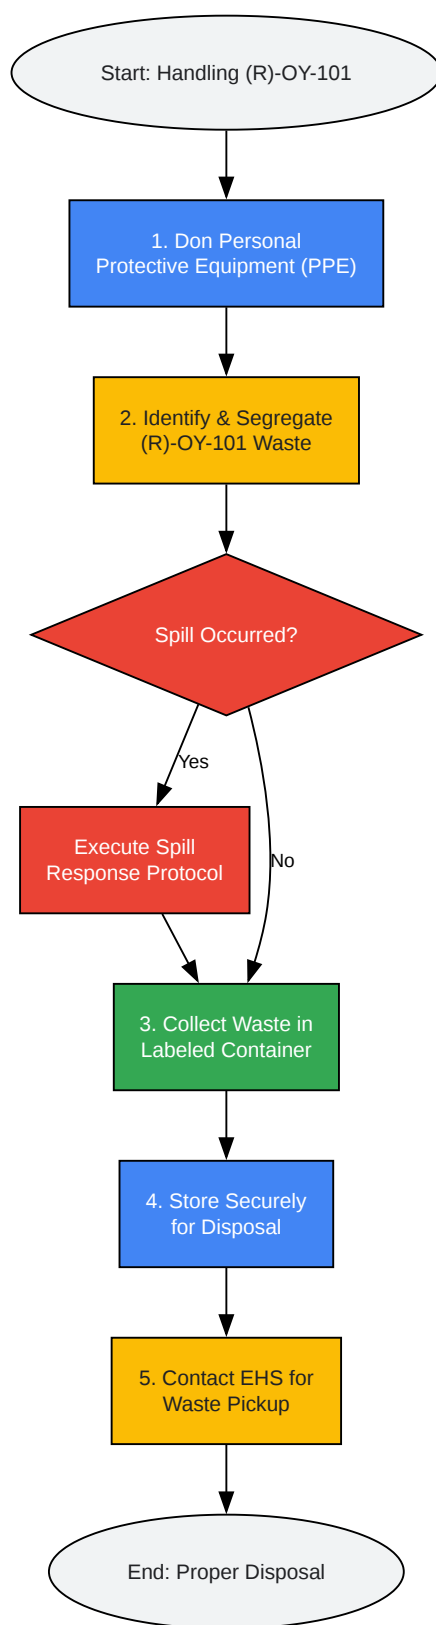 Start: Handling (R)-OY-101
1. Don Personal
Protective Equipment (PPE)
2. Identify & Segregate
(R)-OY-101 Waste
Spill Occurred?
Yes
Execute Spill
Response Protocol
No
3. Collect Waste in
Labeled Container
4. Store Securely
for Disposal
5. Contact EHS for
Waste Pickup
End: Proper Disposal